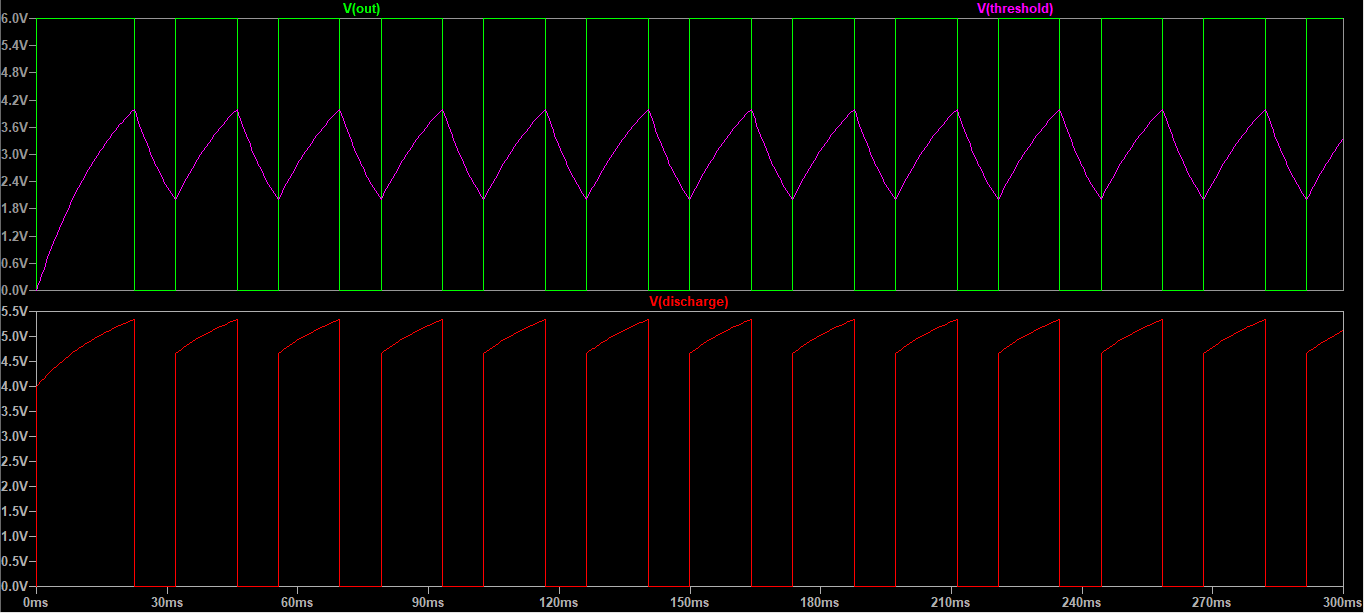 V(out) V(threshold)
6.0V
5.4V
4.8V
4.2V
3.6V
3.0V
2.4V
1.8V
1.2V
0.6V
0.0V
V(discharge)
5.5V
5.0V
4.5V
4.0V
3.5V
3.0V
2.5V
2.0V
1.5V
1.0V
0.5V
0.0V
0ms 30ms 60ms 90ms 120ms 150ms 180ms 210ms 240ms 270ms 300ms